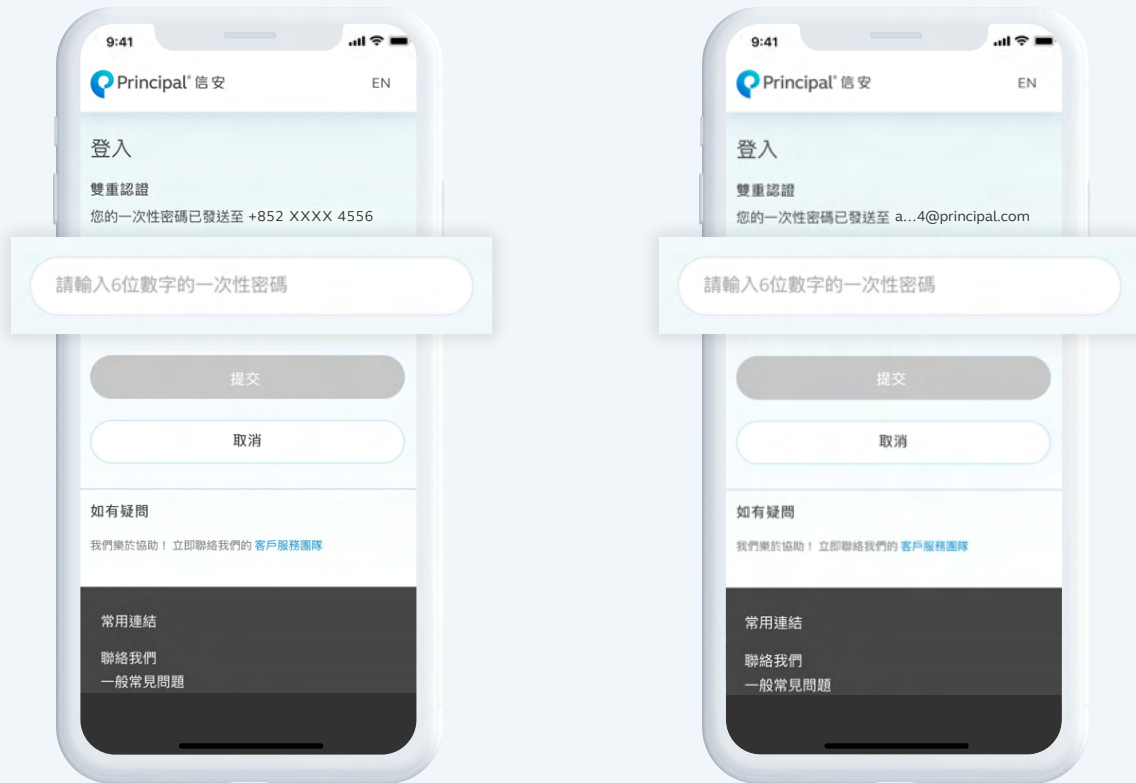 9:41
Principal® 信安
EN
登入
雙重認證
您的一次性密碼已發送至 +852 XXXX 4556
請輸入6位數字的一次性密碼
提交
取消
如有疑問
我們樂於協助！立即聯絡我們的 客戶服務團隊
常用連結
聯絡我們
一般常見問題
9:41
Principal® 信安
EN
登入
雙重認證
您的一次性密碼已發送至 a...4@principal.com
請輸入6位數字的一次性密碼
提交
取消
如有疑問
我們樂於協助！立即聯絡我們的 客戶服務團隊
常用連結
聯絡我們
一般常見問題